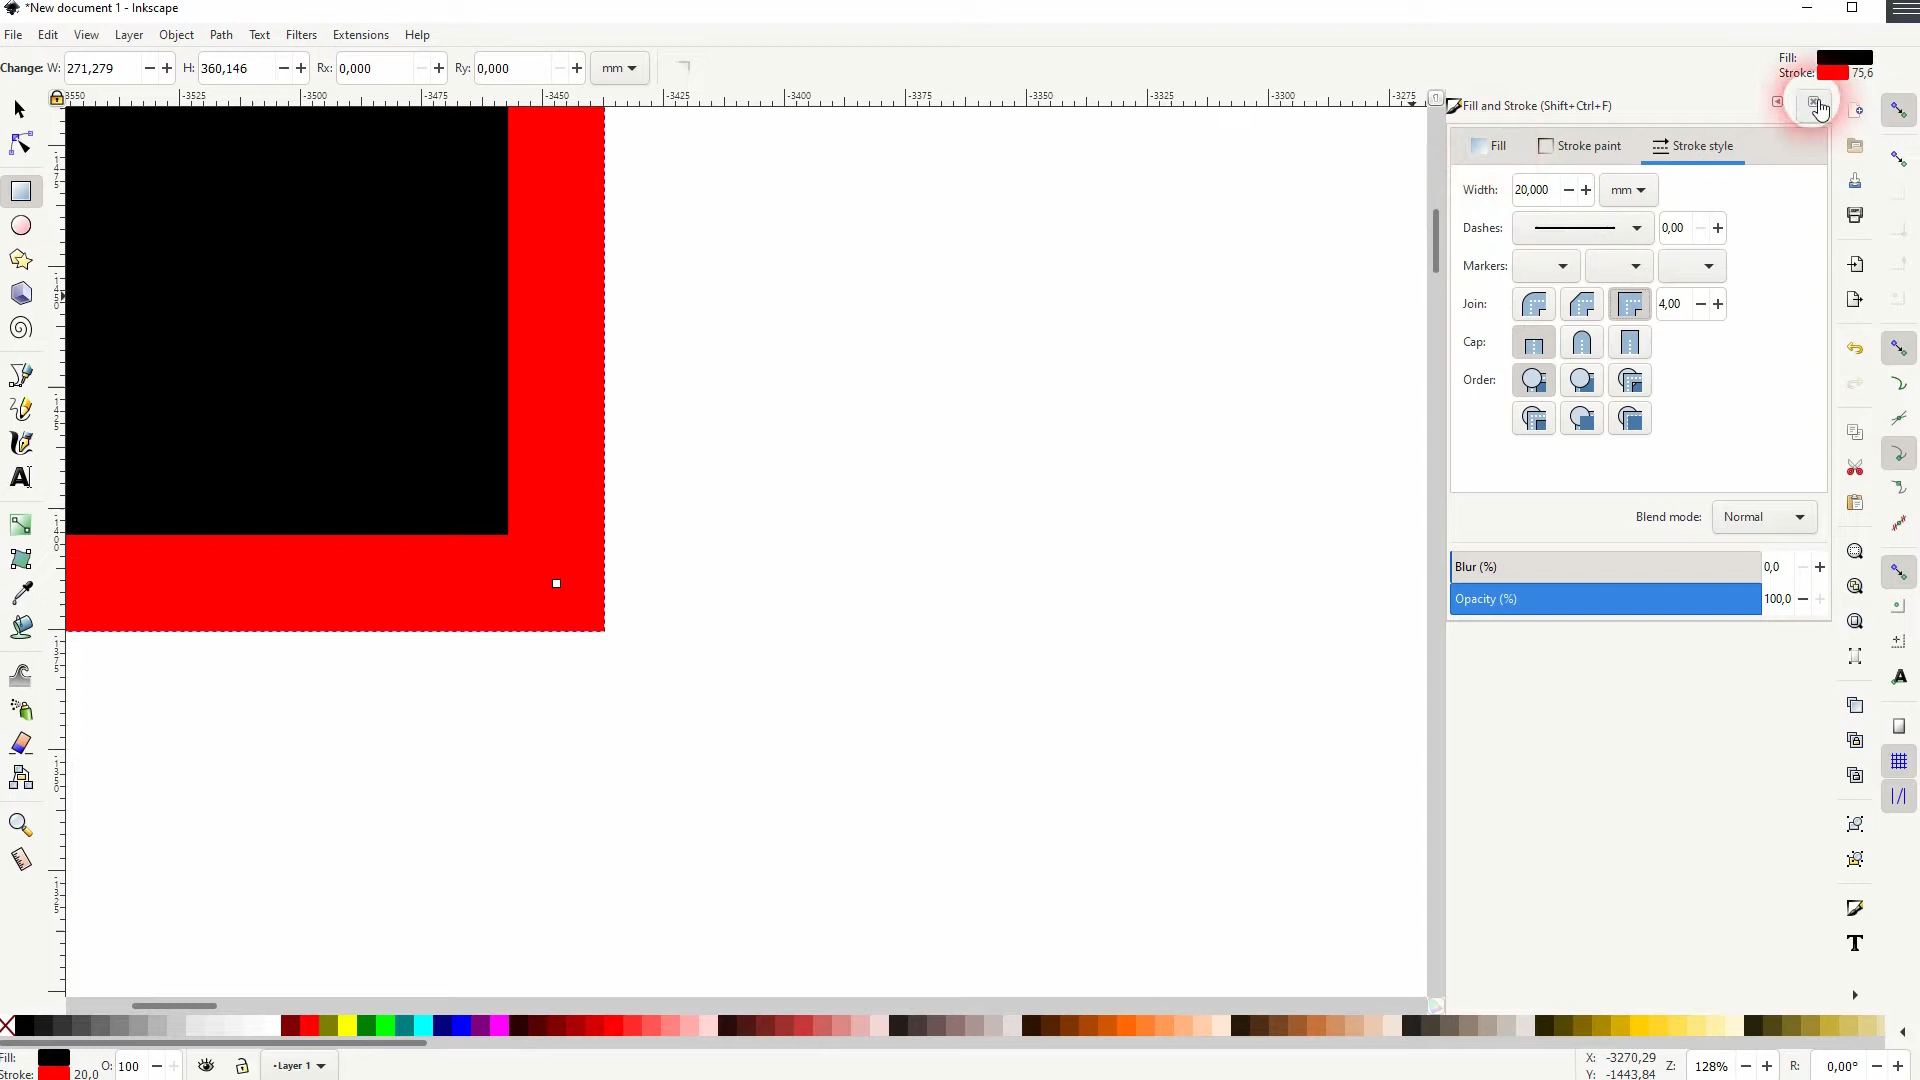 *New document 1 - Inkscape
File Edit View Layer Object Path Text Filters Extensions Help
Change: W: 271,279 H: 360,146 Rx: 0,000 Ry: 0,000 mm
Fill:
Stroke: 75,6
-3525 -3500 -3475 -3450 -3425 -3400 -3375 -3350 -3325 -3300 -3275
Fill and Stroke (Shift+Ctrl+F)
Fill Stroke paint Stroke style
Width: 20,000 mm
Dashes: 0,00
Markers:
Join: 4,00
Cap:
Order:
Blend mode: Normal
Blur (%) 0,0
Opacity (%) 100,0
Fill: O: 100 Layer 1
Stroke: 20,0
X: -3270,29
Y: -1443,84
Z: 128% R: 0,00°